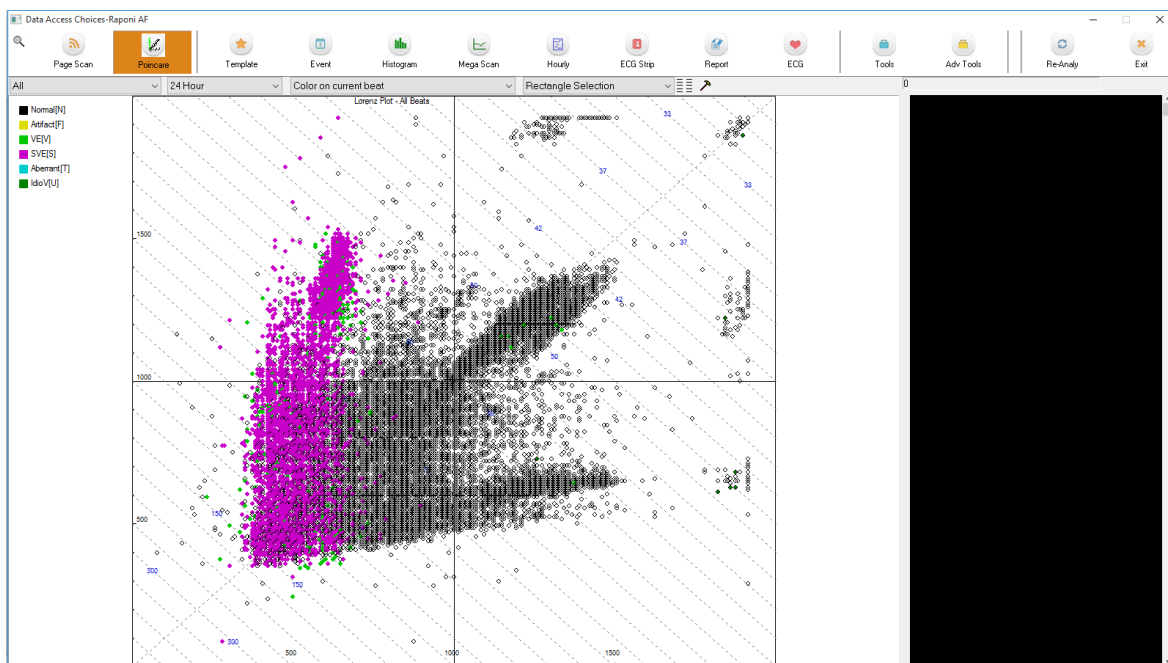 Data Access Choices-Raponi AF
Page Scan
Poincare
Template
Event
Histogram
Mega Scan
Hourly
ECG Strip
Report
ECG
Tools
Adv Tools
Re-Analy
Exit
All
24 Hour
Color on current beat
Rectangle Selection
0
Lorenz Plot - All Beats
Normal[N]
Artifact[F]
VE[V]
SVE[S]
Aberrant[T]
IdioV[U]
33
37
33
42
37
1500
42
50
1000
500
150
300
150
300
500
1000
1500